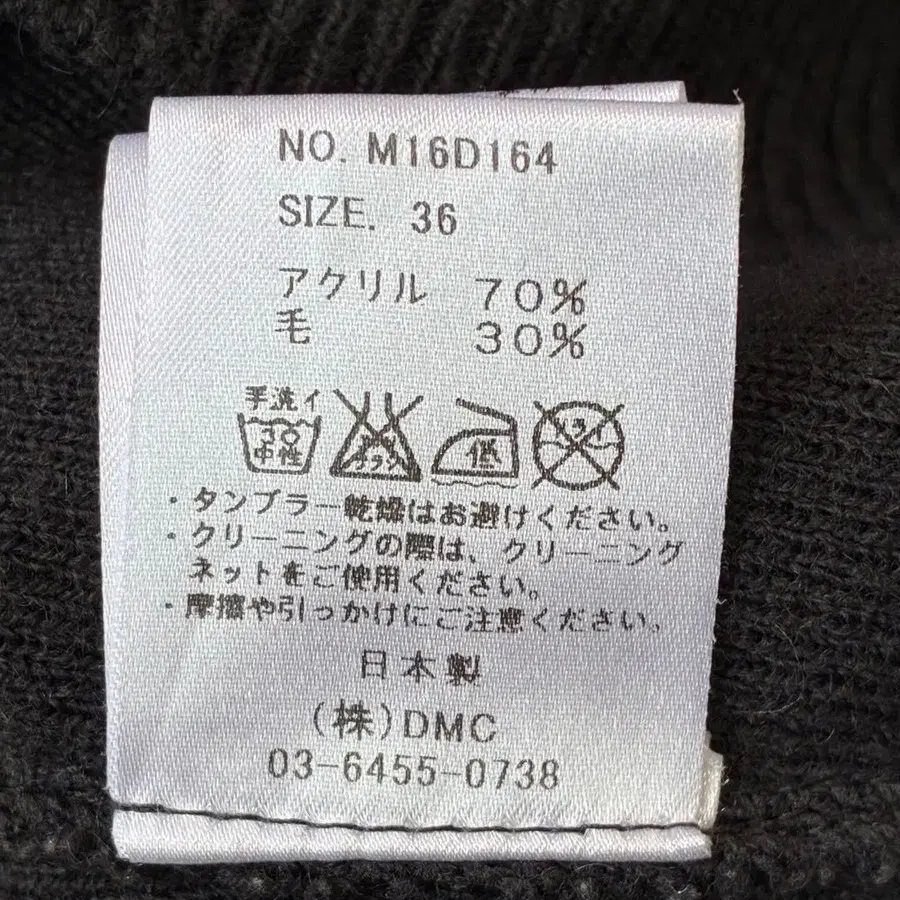 NO. M16D164
SIZE. 36
アクリル 70%
毛 30%
手洗イ
30
中性
エンソ
サラシ
低
ドライ
・タンブラー乾燥はお避けください。
・クリーニングの際は、クリーニング
ネットをご使用ください。
・摩擦や引っかけにご注意ください。
日本製
(株)DMC
03-6455-0738